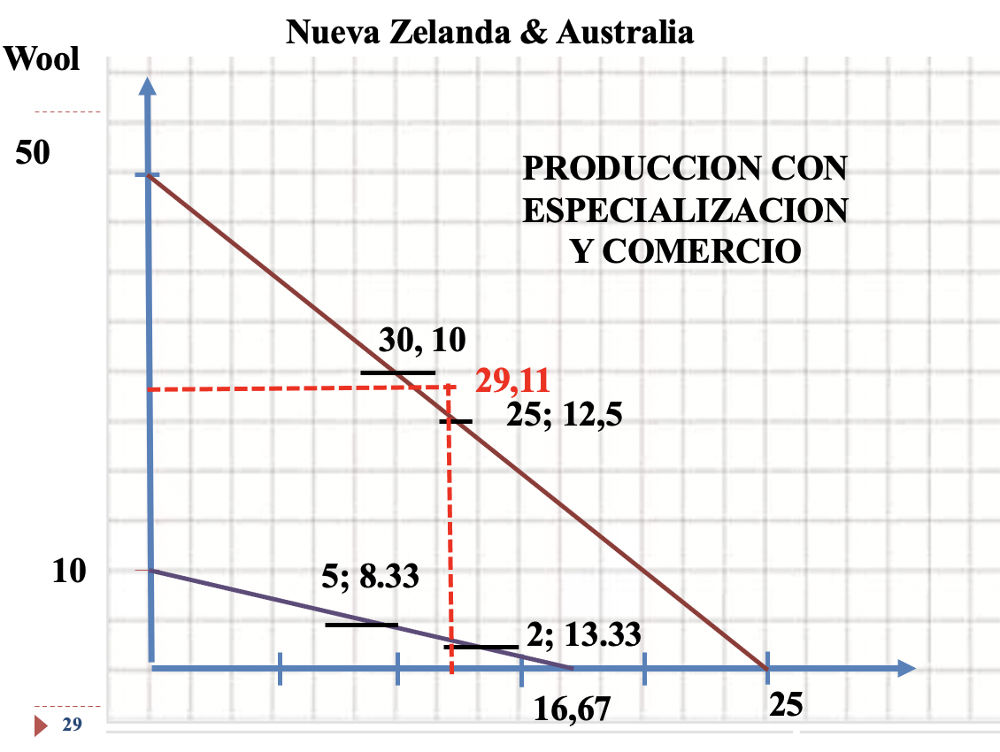 Nueva Zelanda & Australia
Wool
50
PRODUCCION CON
ESPECIALIZACION
Y COMERCIO
30, 10
29,11
25; 12,5
10
5; 8.33
2; 13.33
16,67
25
29